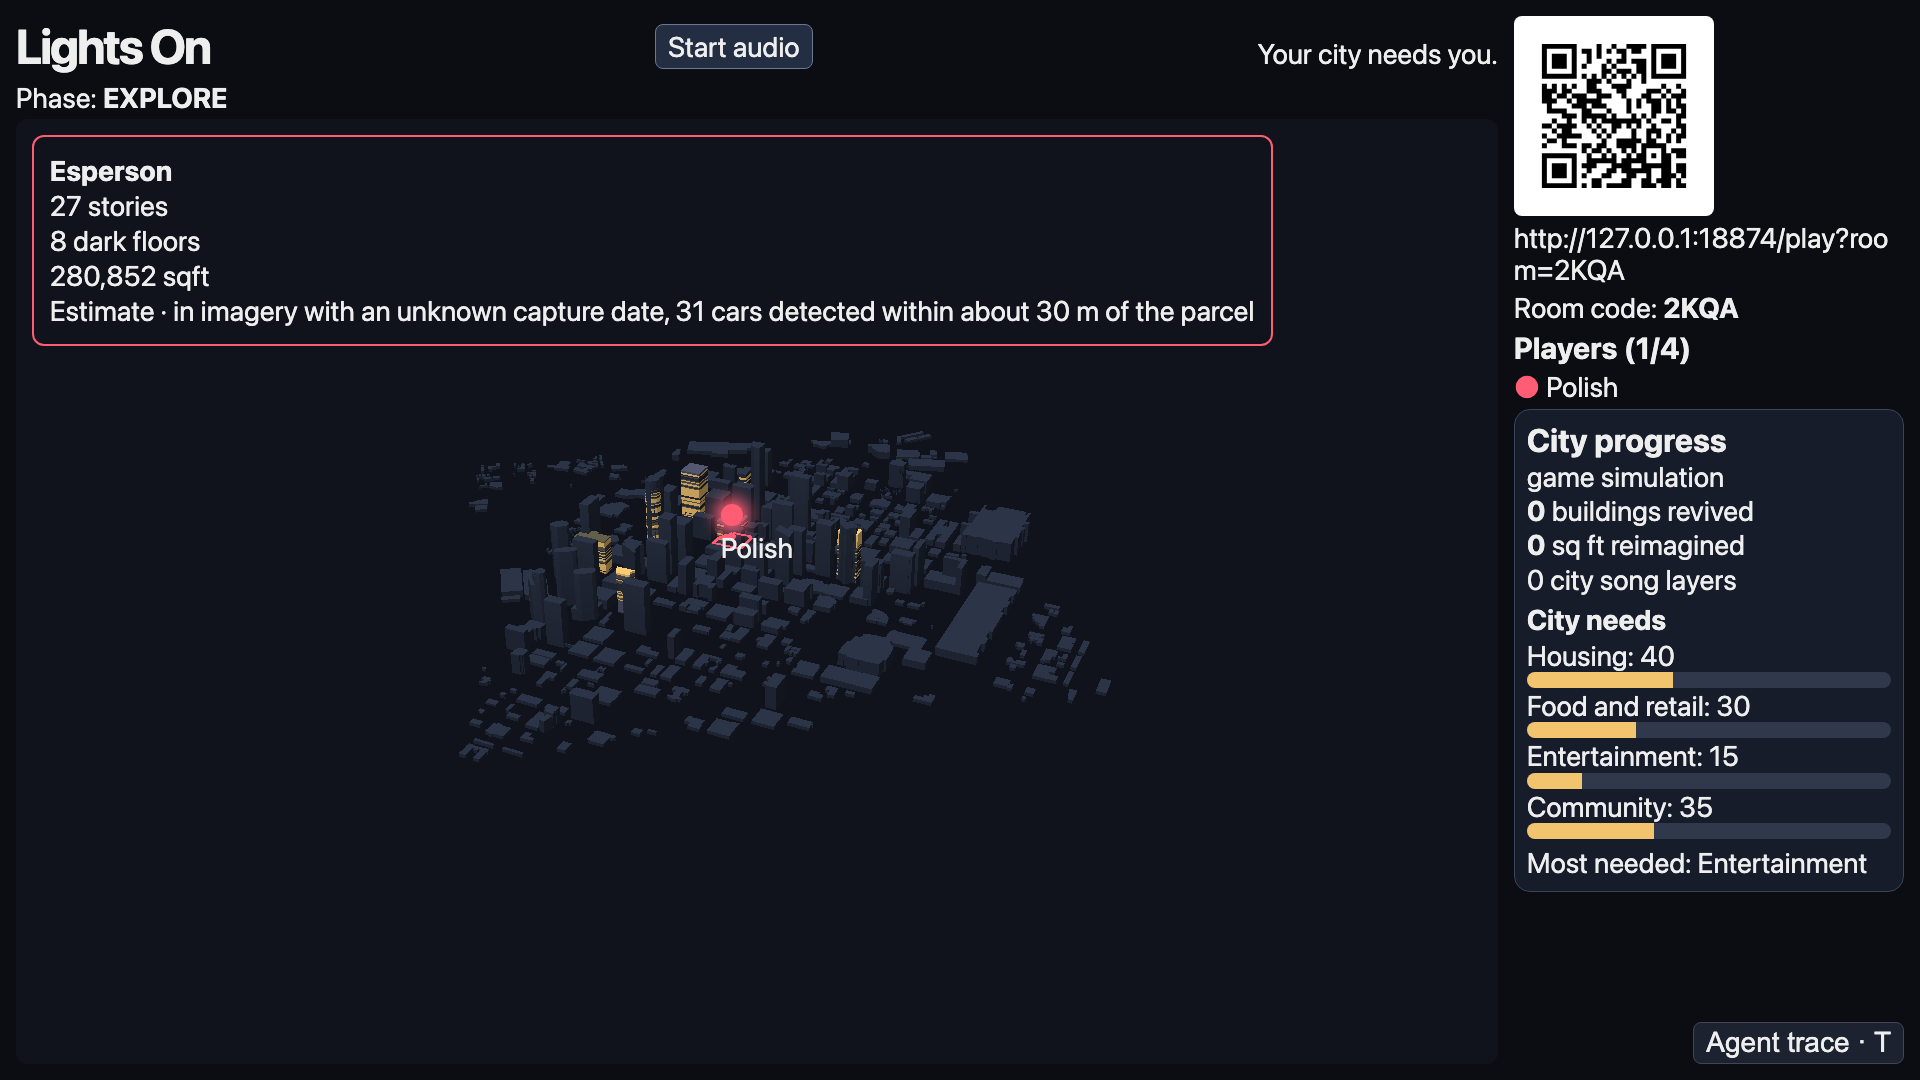 Lights On
Phase: EXPLORE
Start audio
Your city needs you.
Esperson
27 stories
8 dark floors
280,852 sqft
Estimate · in imagery with an unknown capture date, 31 cars detected within about 30 m of the parcel
Polish
http://127.0.0.1:18874/play?roo
m=2KQA
Room code: 2KQA
Players (1/4)
Polish
City progress
game simulation
0 buildings revived
0 sq ft reimagined
0 city song layers
City needs
Housing: 40
Food and retail: 30
Entertainment: 15
Community: 35
Most needed: Entertainment
Agent trace · T